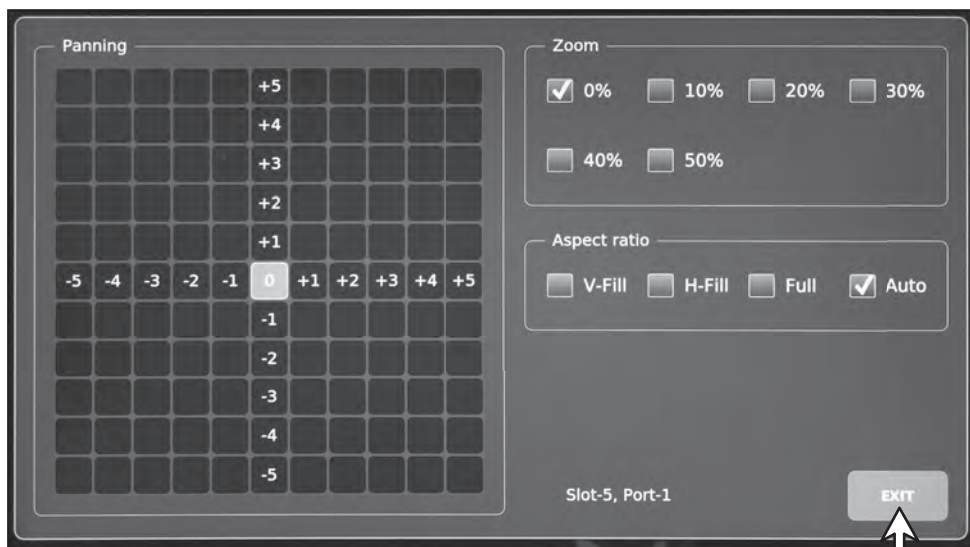 Panning
+5
+4
+3
+2
+1
-5 -4 -3 -2 -1 0 +1 +2 +3 +4 +5
-1
-2
-3
-4
-5
Zoom
0% 10% 20% 30%
40% 50%
Aspect ratio
V-Fill H-Fill Full Auto
Slot-5, Port-1
EXIT